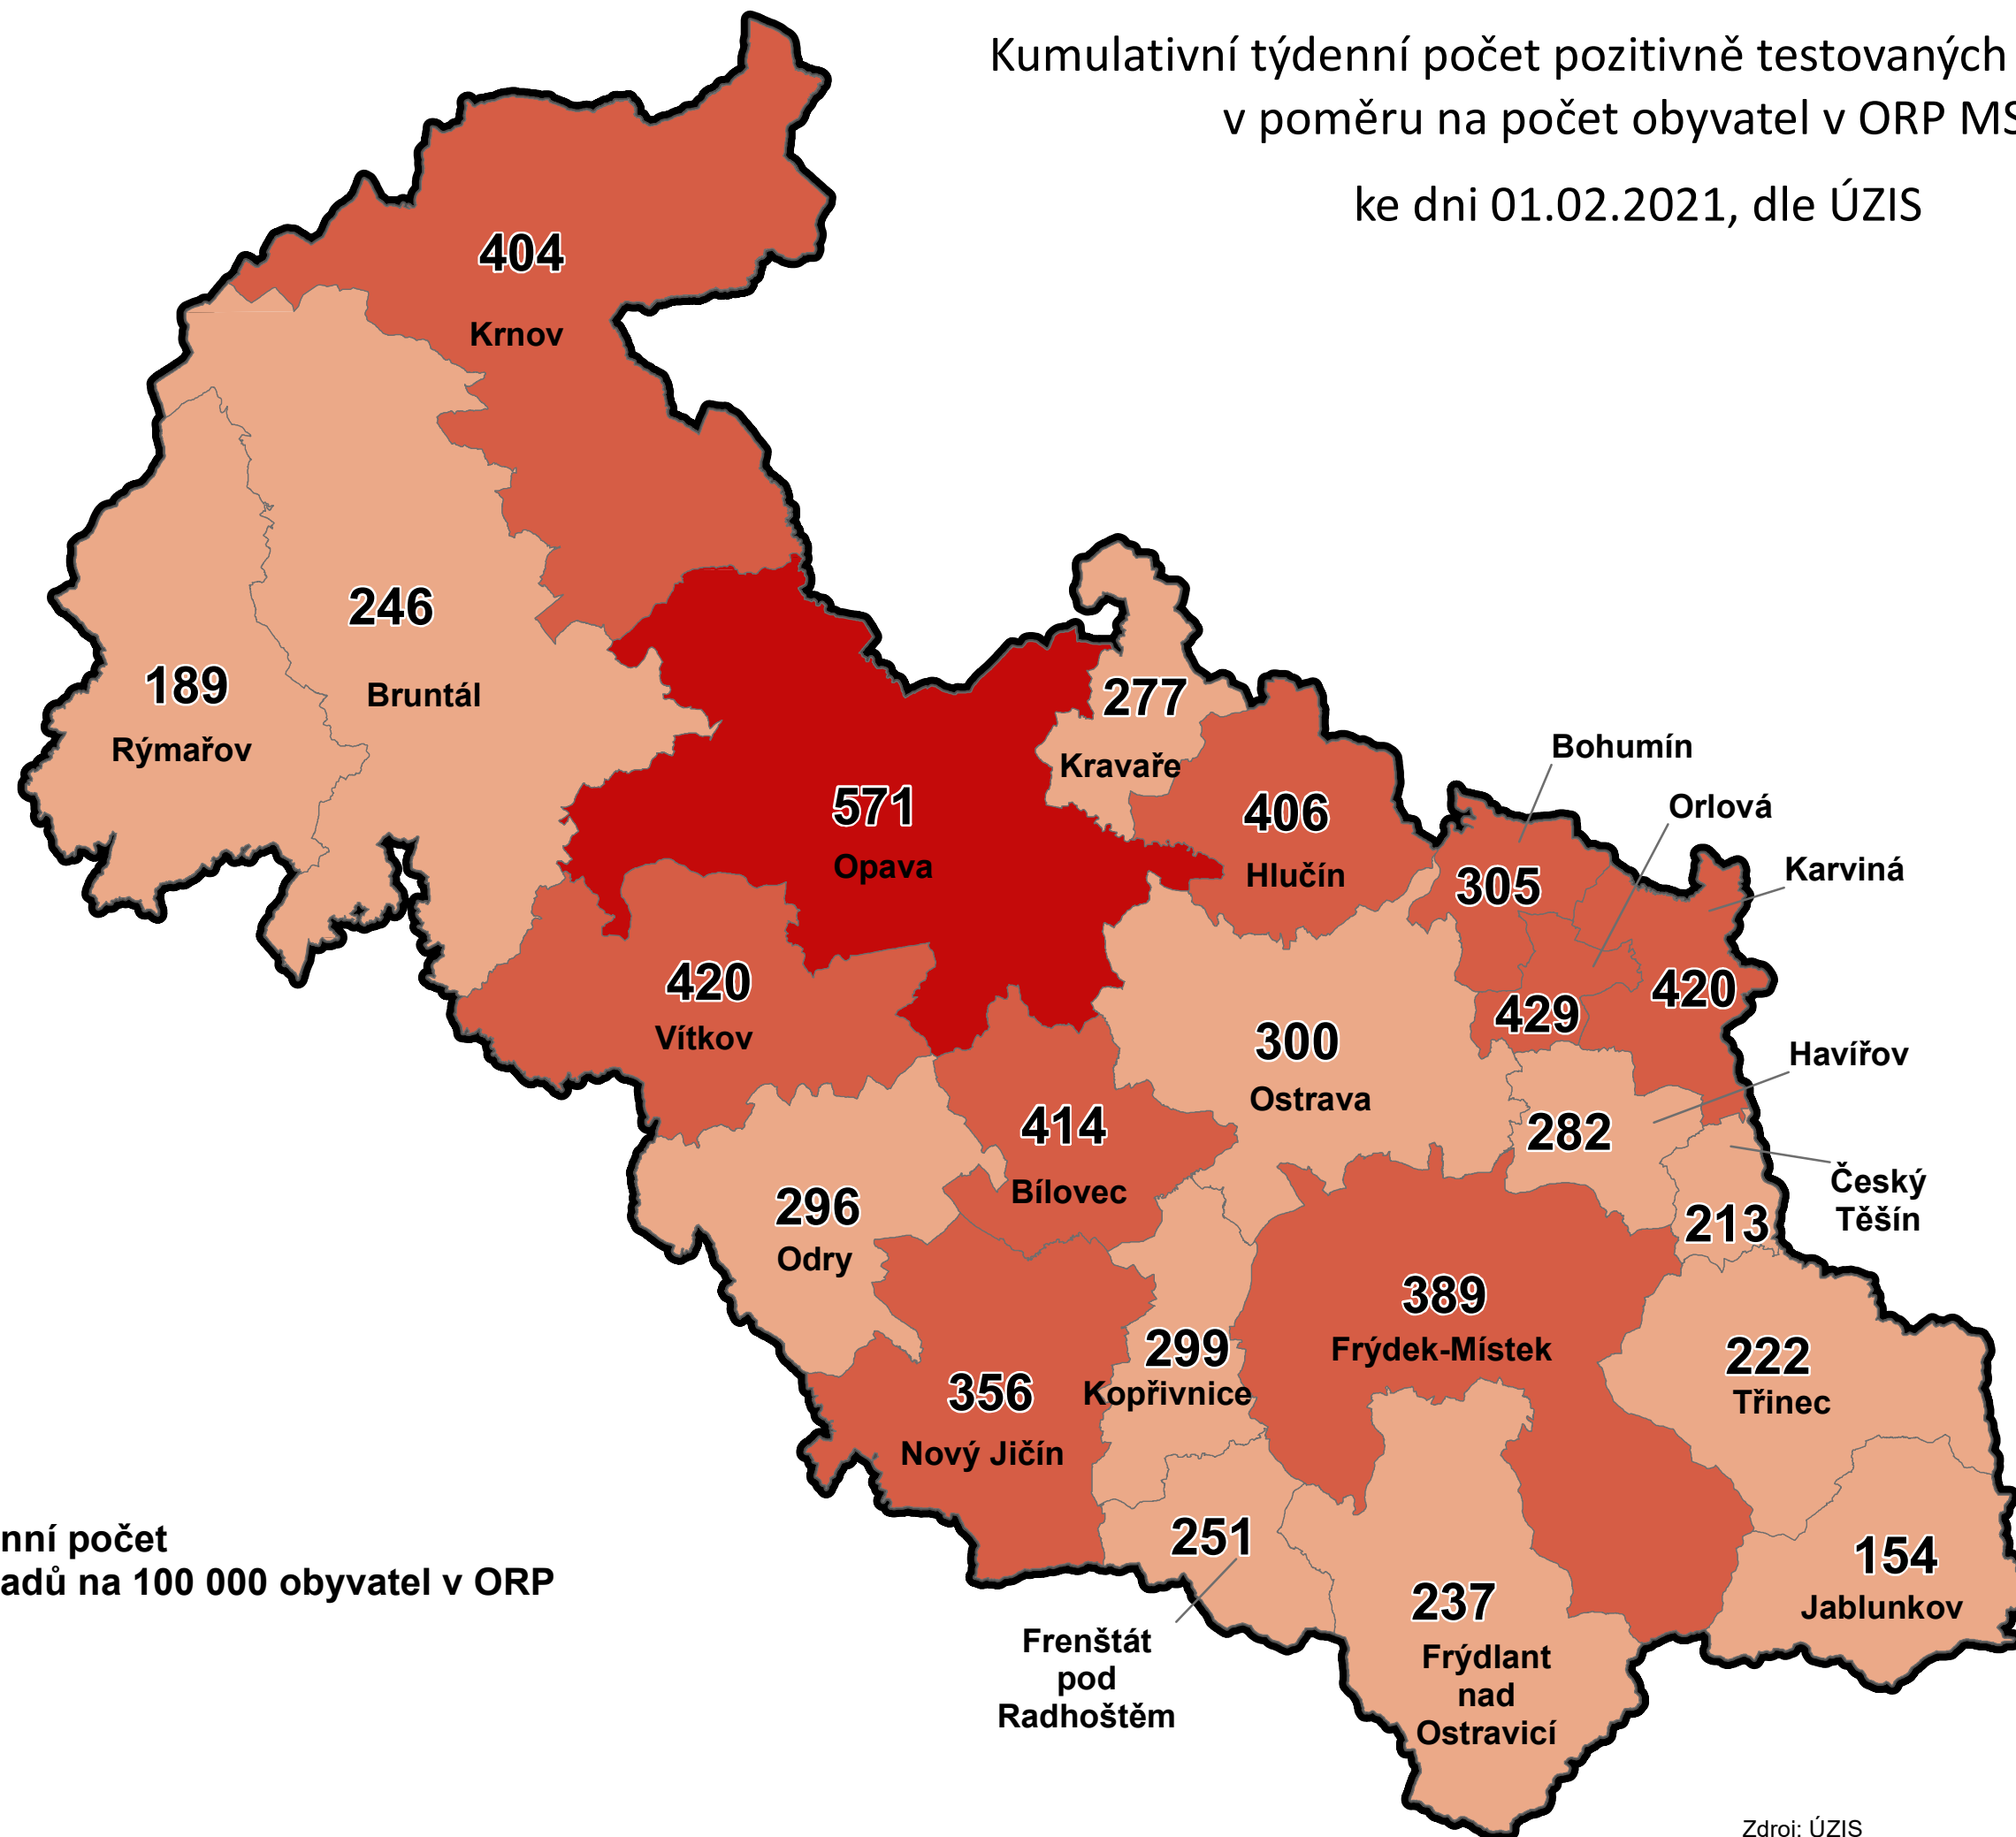 Kumulativní týdenní počet pozitivně testovaných
v poměru na počet obyvatel v ORP
ke dni 01.02.2021, dle ÚZIS
404
Krnov
246
Bruntál
189
Rýmařov
277
Kravaře
571
Opava
406
Hlučín
Bohumín
305
Orlová
Karviná
420
429
420
Vítkov
300
Ostrava
Havířov
282
414
Bílovec
Český
Těšín
213
296
Odry
389
Frýdek-Místek
299
Kopřivnice
222
Třinec
356
Nový Jičín
251
154
Jablunkov
237
Frýdlant
nad
Ostravicí
Frenštát
pod
Radhoštěm
počet
na 100 000 obyvatel v ORP
Zdroj: ÚZIS